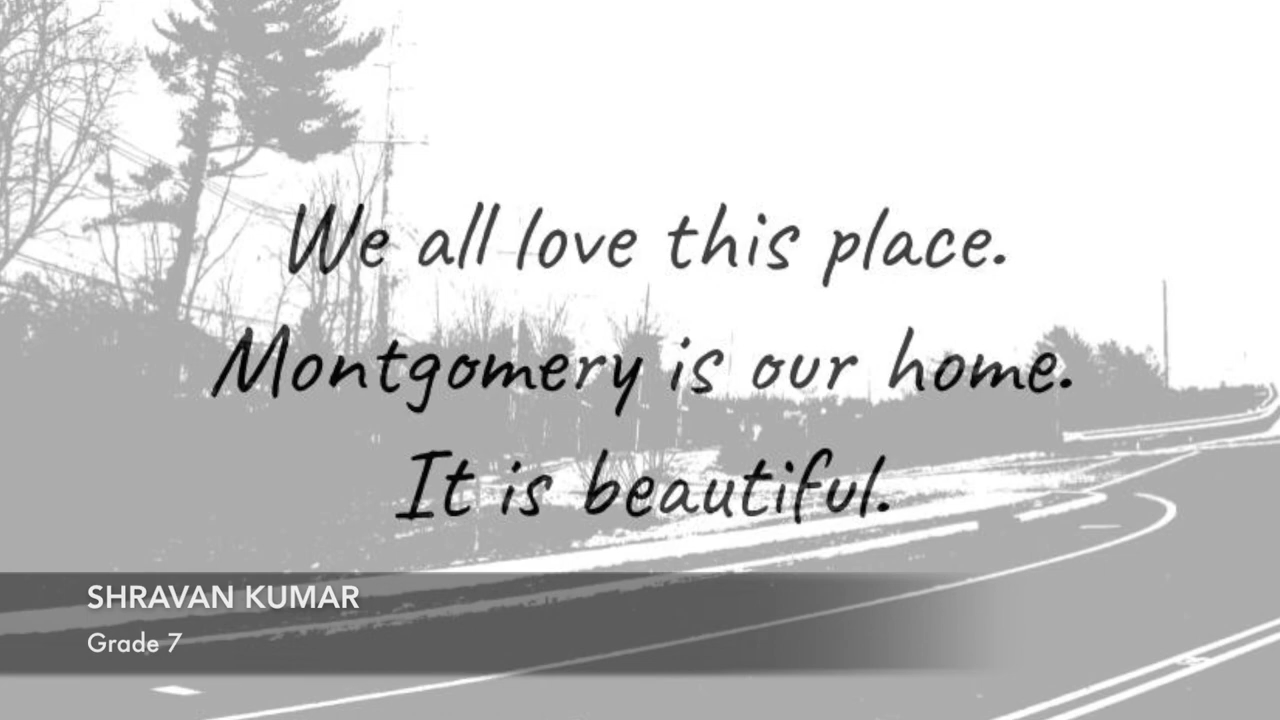 We all love this place.
Montgomery is our home.
It is beautiful.
SHRAVAN KUMAR
Grade 7